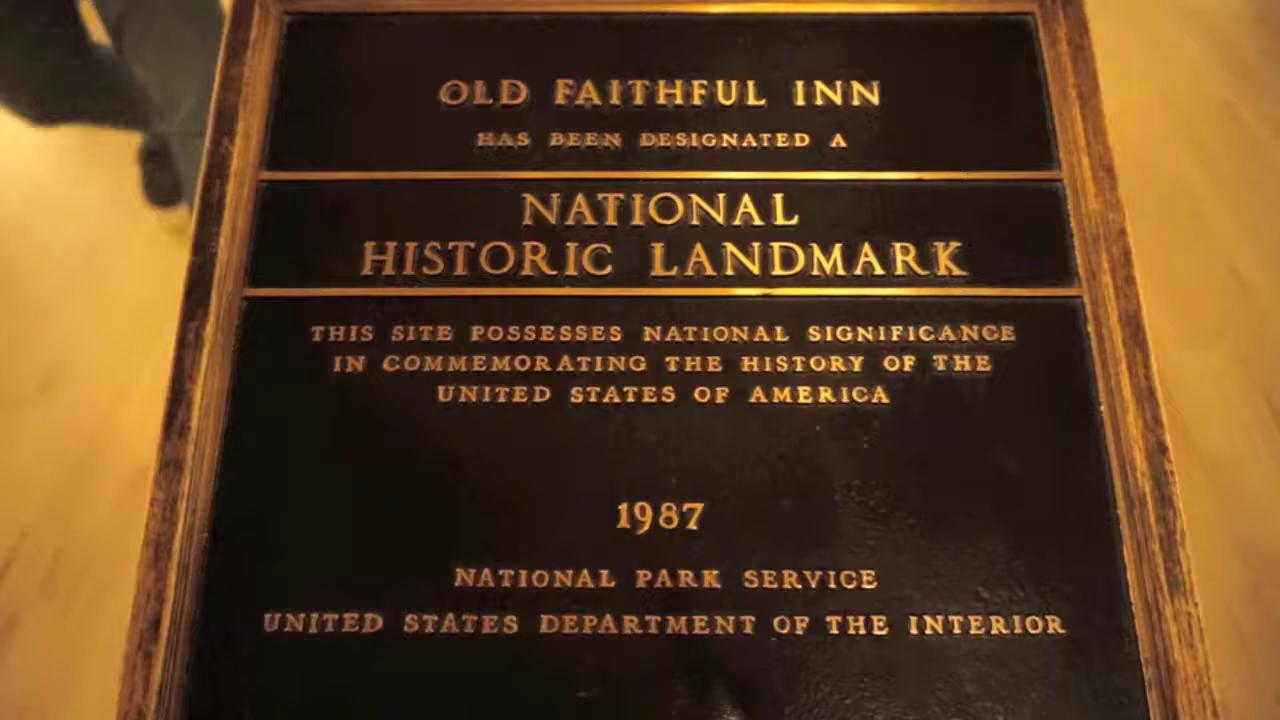 OLD FAITHFUL INN
HAS BEEN DESIGNATED A
NATIONAL
HISTORIC LANDMARK
THIS SITE POSSESSES NATIONAL SIGNIFICANCE
IN COMMEMORATING THE HISTORY OF THE
UNITED STATES OF AMERICA
1987
NATIONAL PARK SERVICE
UNITED STATES DEPARTMENT OF THE INTERIOR